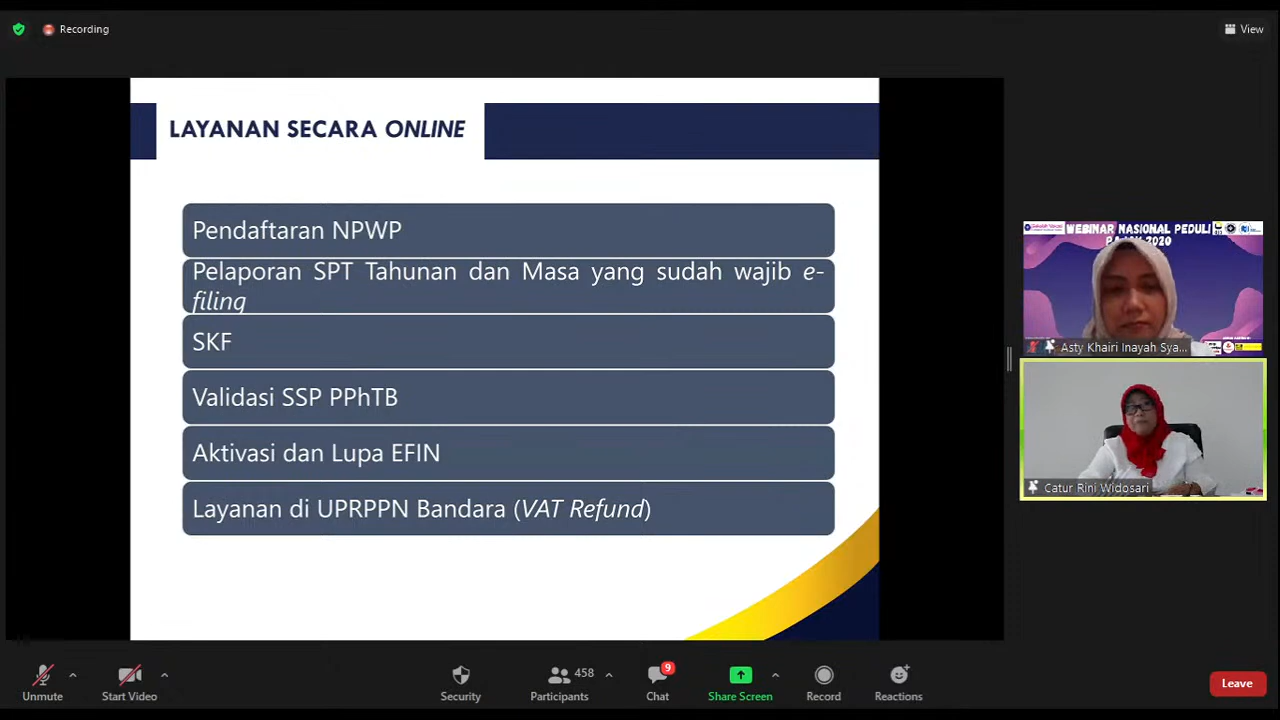 Recording
View
LAYANAN SECARA ONLINE
Pendaftaran NPWP
Pelaporan SPT Tahunan dan Masa yang sudah wajib e-
filing
SKF
Validasi SSP PPhTB
Aktivasi dan Lupa EFIN
Layanan di UPRPPN Bandara (VAT Refund)
WEBINAR NASIONAL PEDULI
PAJAK 2020
Asty Khairi Inayah Sya...
Catur Rini Widosari
Unmute
Start Video
Security
458
Participants
9
Chat
Share Screen
Record
Reactions
Leave